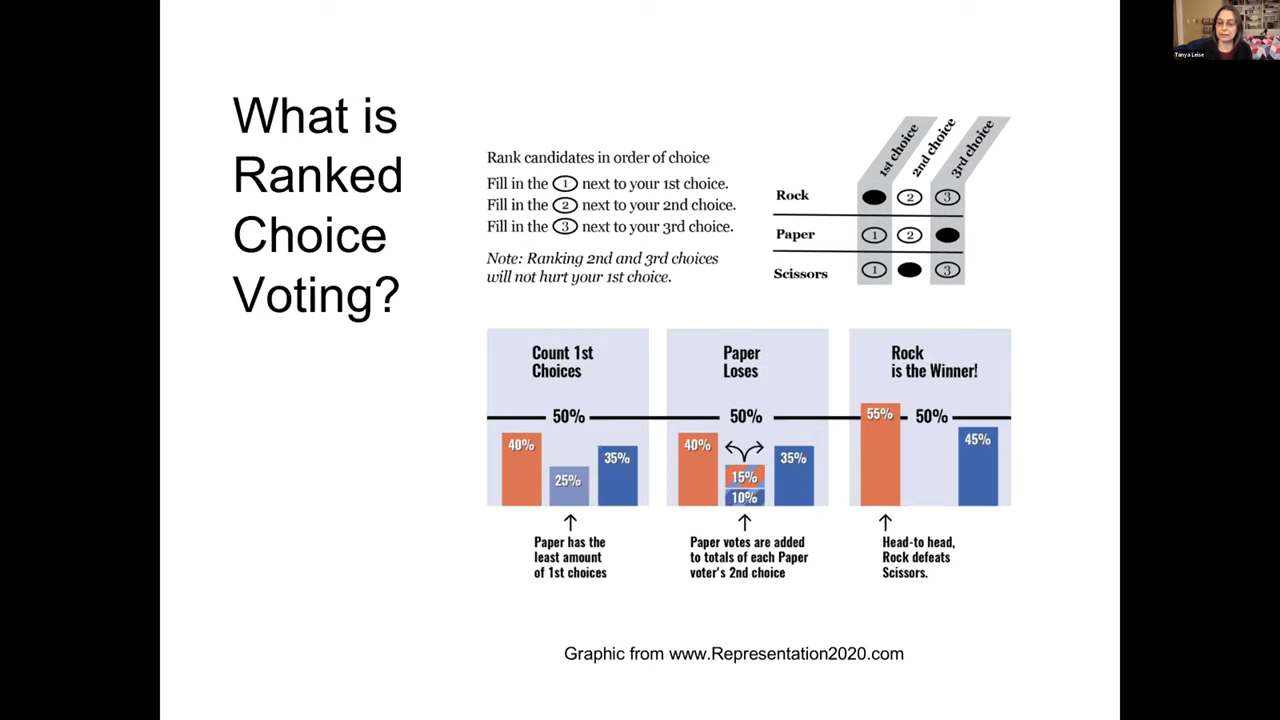 Tanya Leise
What is
Ranked
Choice
Voting?
Rank candidates in order of choice
Fill in the 1 next to your 1st choice.
Fill in the 2 next to your 2nd choice.
Fill in the 3 next to your 3rd choice.
Note: Ranking 2nd and 3rd choices
will not hurt your 1st choice.
1st choice
2nd choice
3rd choice
Rock 2 3
Paper 1 2
Scissors 1 3
Count 1st
Choices
50%
40%
25%
35%
Paper has the
least amount
of 1st choices
Paper
Loses
50%
40%
15%
10%
35%
Paper votes are added
to totals of each Paper
voter's 2nd choice
Rock
is the Winner!
55%
50%
45%
Head-to head,
Rock defeats
Scissors.
Graphic from www.Representation2020.com